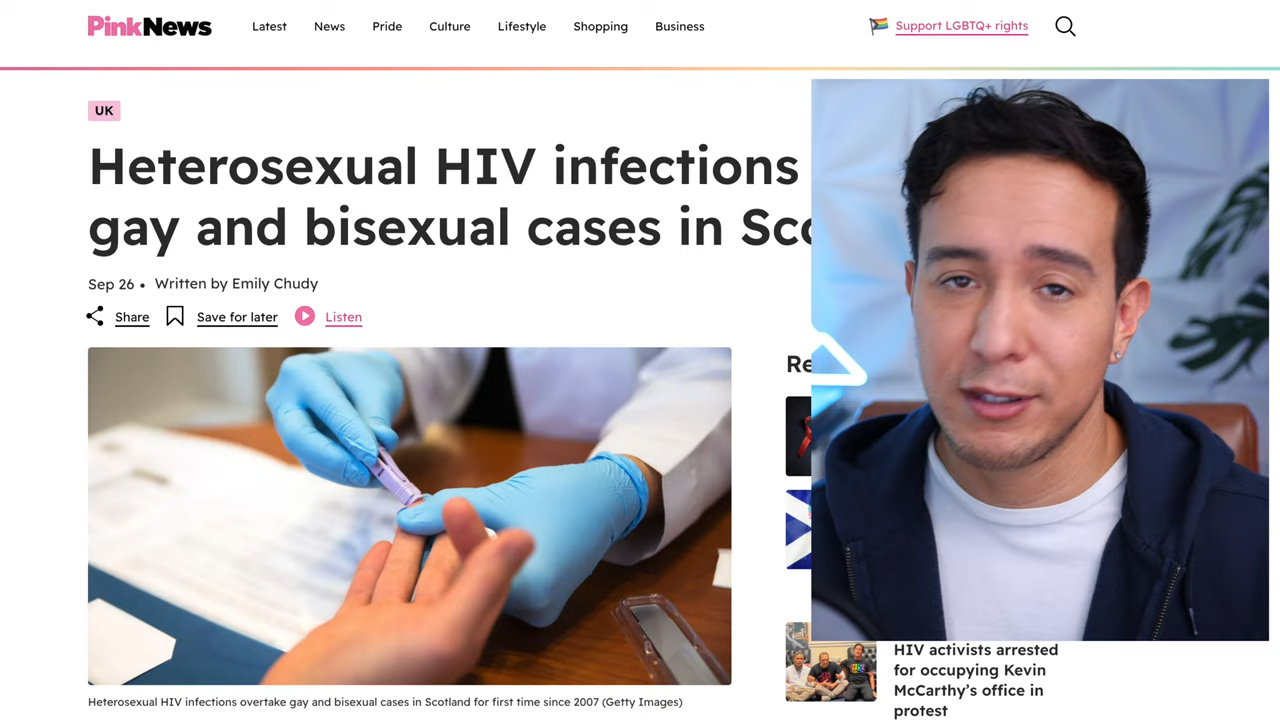 PinkNews
Latest News Pride Culture Lifestyle Shopping Business
Support LGBTQ+ rights
UK
Heterosexual HIV infections
gay and bisexual cases in
Sep 26 • Written by Emily Chudy
Share Save for later Listen
Heterosexual HIV infections overtake gay and bisexual cases in Scotland for first time since 2007 (Getty Images)
HIV activists arrested
for occupying Kevin
McCarthy's office in
protest